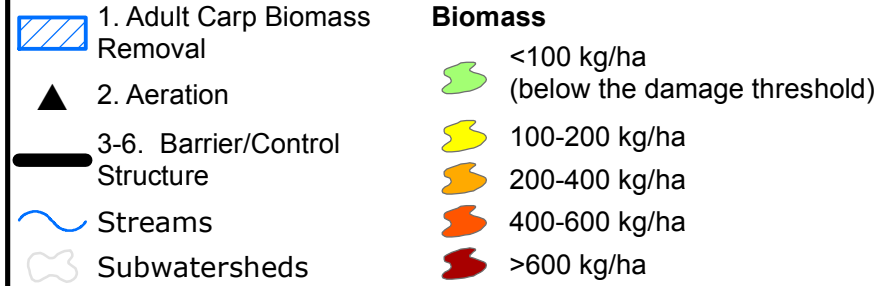 1. Adult Carp Biomass
Removal
2. Aeration
3-6. Barrier/Control
Structure
Streams
Subwatersheds
Biomass
<100 kg/ha
(below the damage threshold)
100-200 kg/ha
200-400 kg/ha
400-600 kg/ha
>600 kg/ha